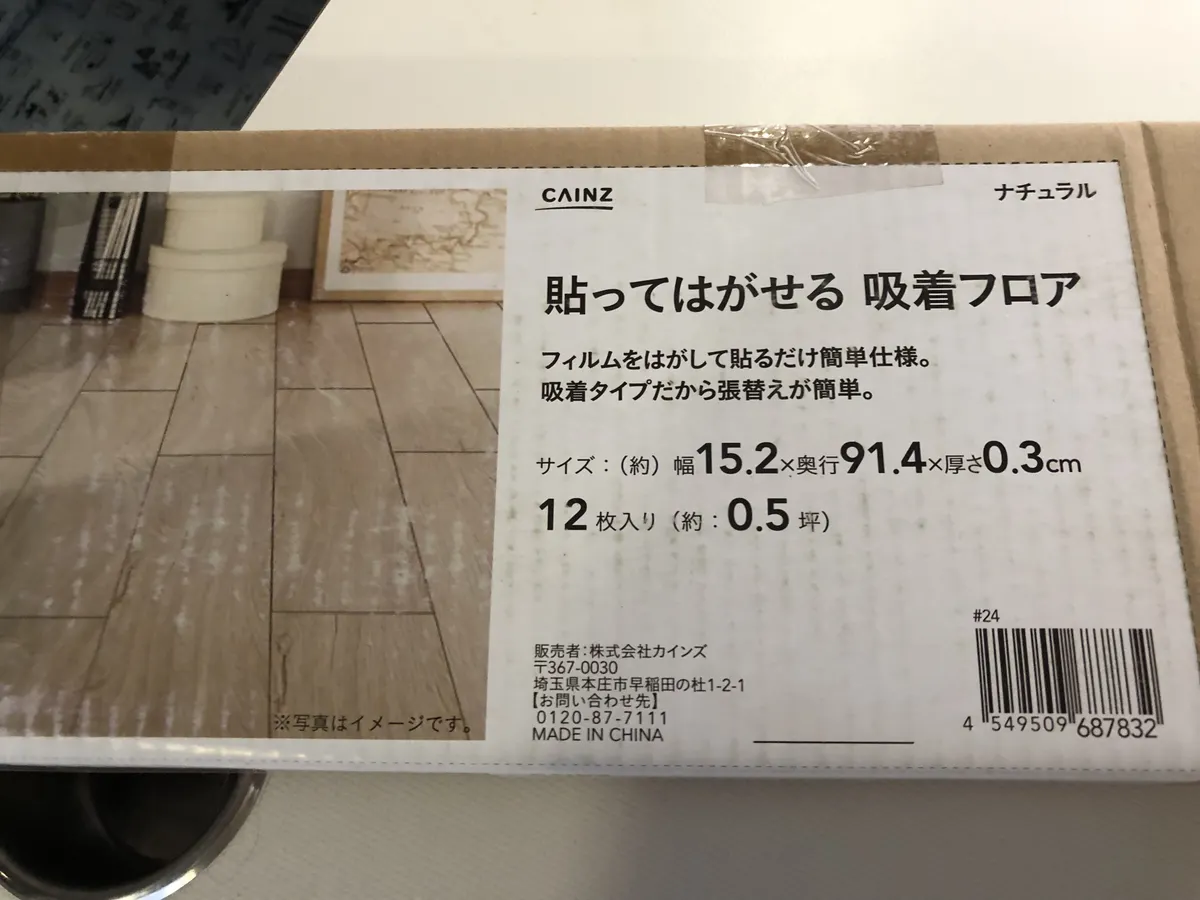 CAINZ
ナチュラル
貼ってはがせる 吸着フロア
フィルムをはがして貼るだけ簡単仕様。
吸着タイプだから張替えが簡単。
サイズ：（約）幅15.2×奥行91.4×厚さ0.3cm
12枚入り（約：0.5坪）
#24
販売者：株式会社カインズ
〒367-0030
埼玉県本庄市早稲田の杜1-2-1
【お問い合わせ先】
0120-87-7111
MADE IN CHINA
4 549509 687832
※写真はイメージです。